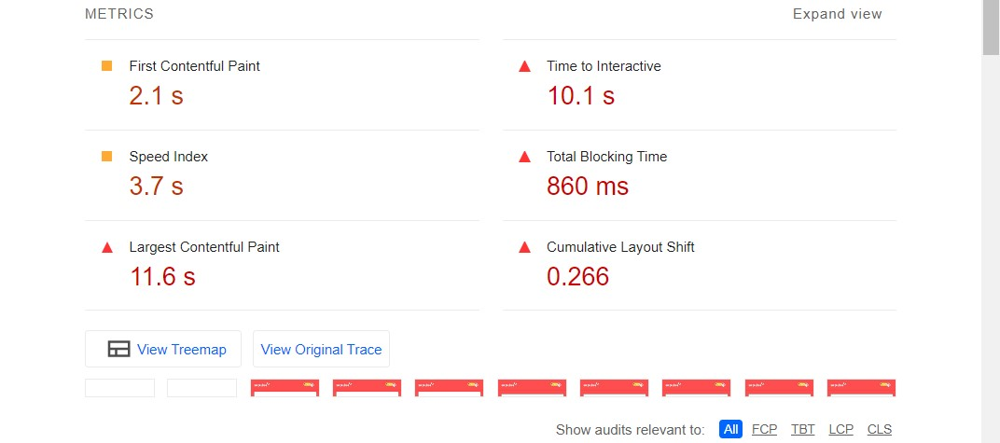 METRICS Expand view
First Contentful Paint Time to Interactive
2.1 s 10.1 s
Speed Index Total Blocking Time
3.7 s 860 ms
Largest Contentful Paint Cumulative Layout Shift
11.6 s 0.266
View Treemap View Original Trace
Show audits relevant to: All FCP TBT LCP CLS